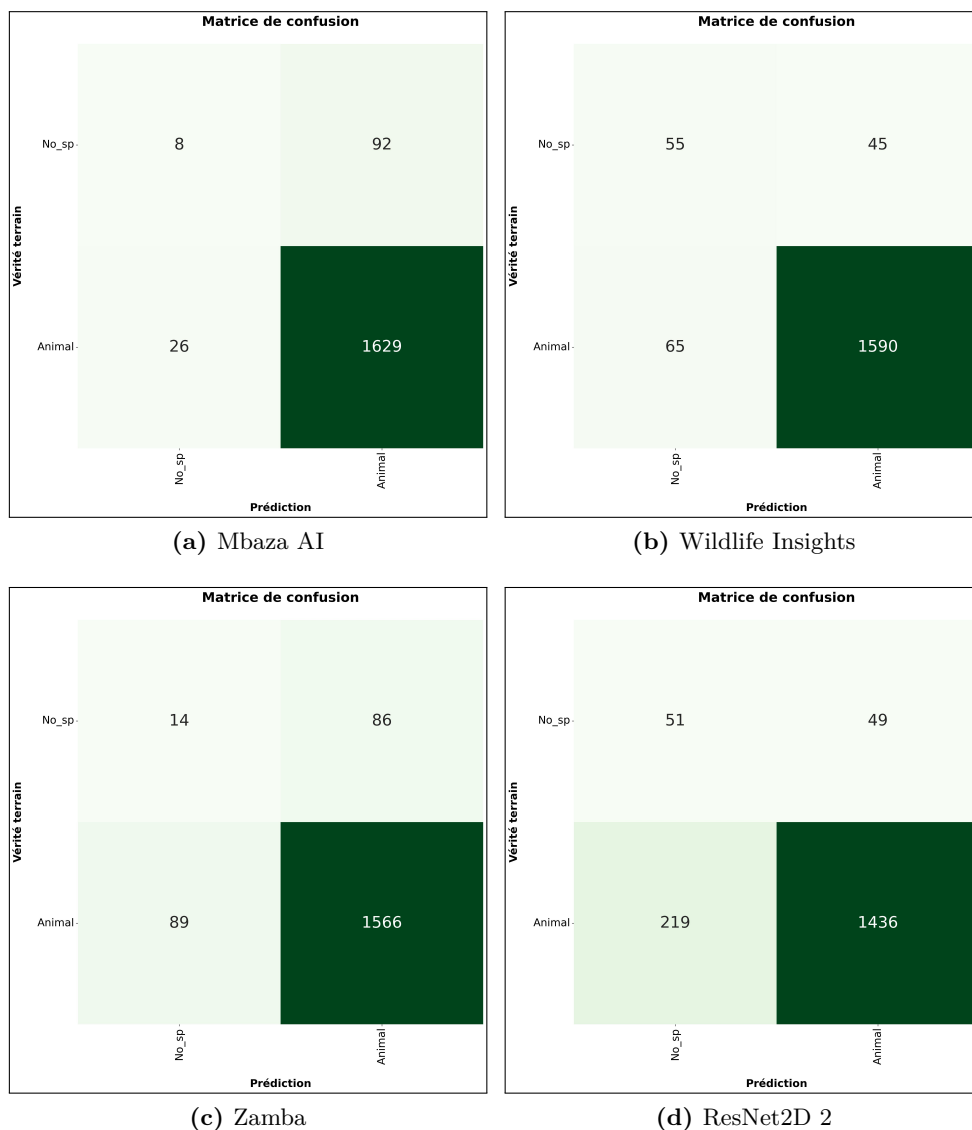 Matrice de confusion
Vérité terrain
No_sp
8
92
Animal
26
1629
No_sp
Animal
Prédiction
(a) Mbaza AI
Matrice de confusion
Vérité terrain
No_sp
55
45
Animal
65
1590
No_sp
Animal
Prédiction
(b) Wildlife Insights
Matrice de confusion
Vérité terrain
No_sp
14
86
Animal
89
1566
No_sp
Animal
Prédiction
(c) Zamba
Matrice de confusion
Vérité terrain
No_sp
51
49
Animal
219
1436
No_sp
Animal
Prédiction
(d) ResNet2D 2